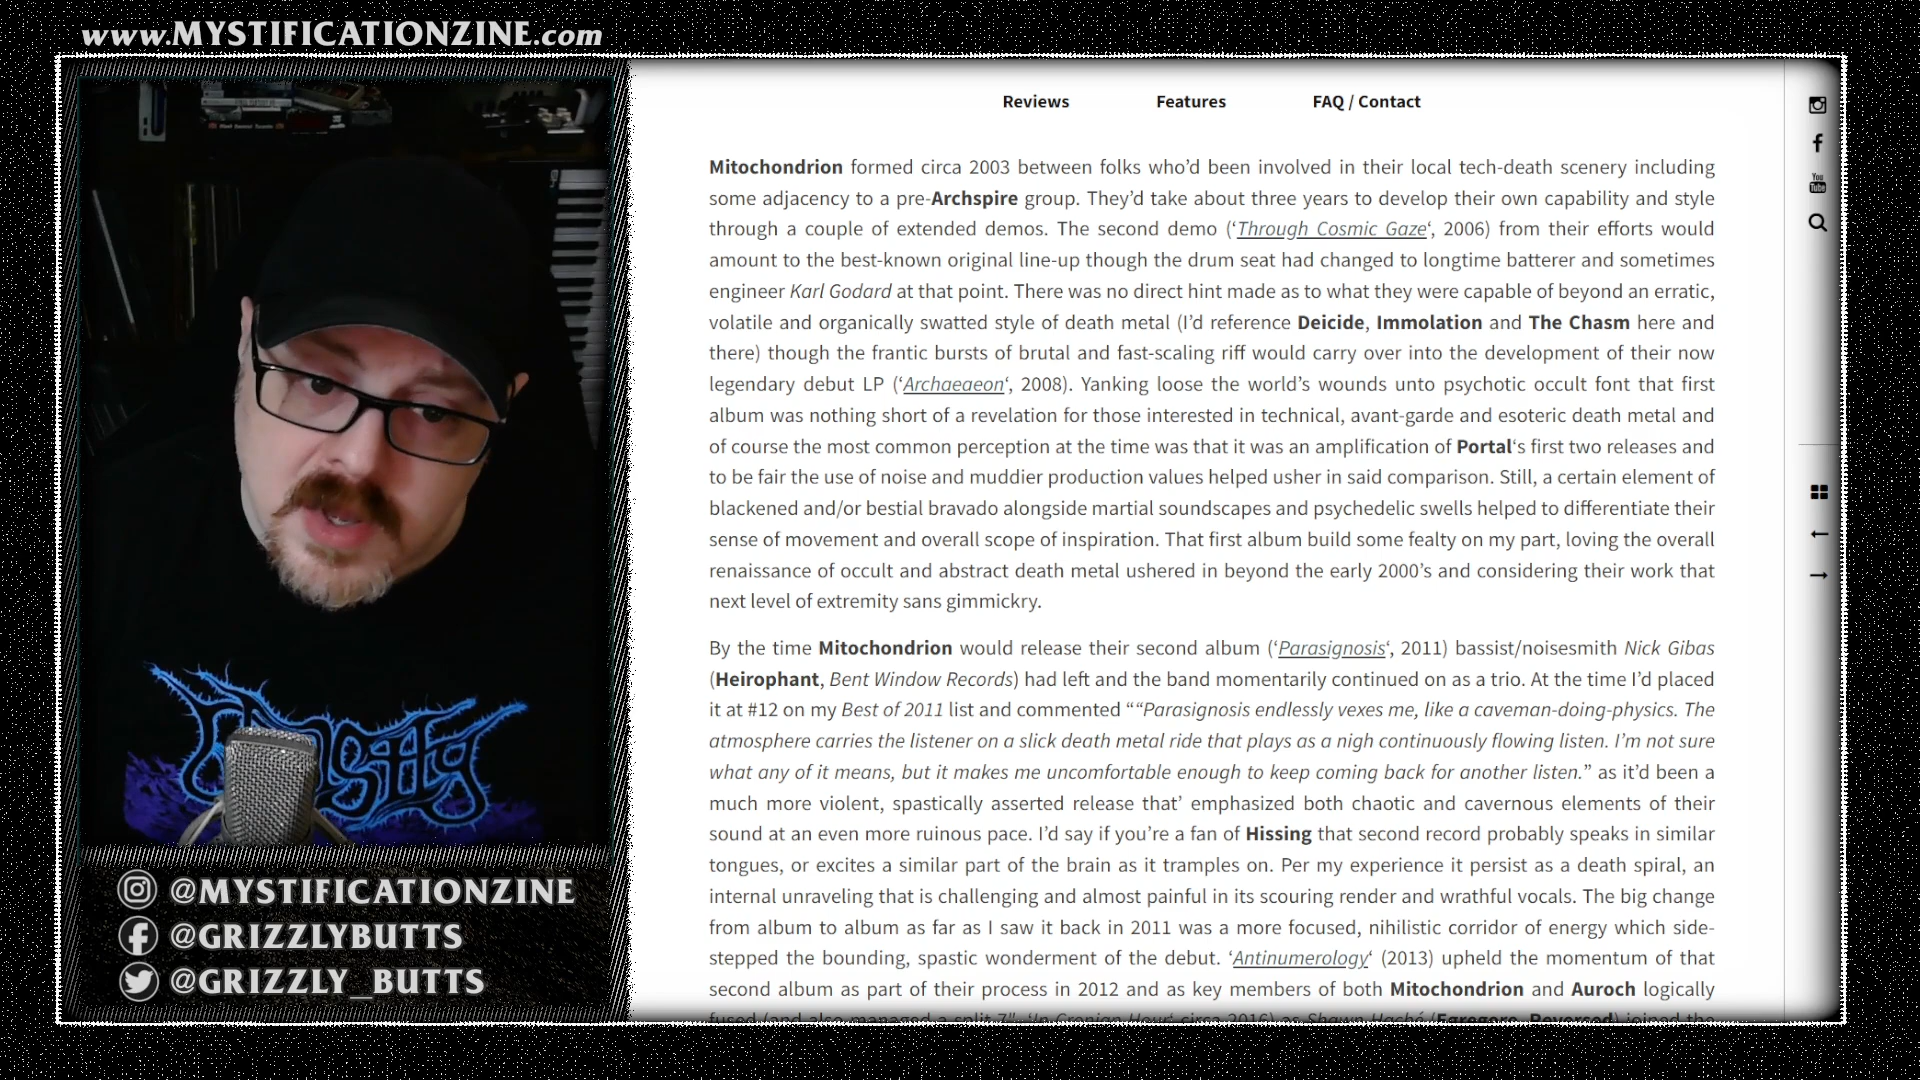 www.MYSTIFICATIONZINE.com
Reviews Features FAQ / Contact
Mitochondrion formed circa 2003 between folks who’d been involved in their local tech-death scenery including
some adjacency to a pre-Archspire group. They’d take about three years to develop their own capability and style
through a couple of extended demos. The second demo (‘Through Cosmic Gaze‘, 2006) from their efforts would
amount to the best-known original line-up though the drum seat had changed to longtime batterer and sometimes
engineer Karl Godard at that point. There was no direct hint made as to what they were capable of beyond an erratic,
volatile and organically swatted style of death metal (I’d reference Deicide, Immolation and The Chasm here and
there) though the frantic bursts of brutal and fast-scaling riff would carry over into the development of their now
legendary debut LP (‘Archaeaeon‘, 2008). Yanking loose the world’s wounds unto psychotic occult font that first
album was nothing short of a revelation for those interested in technical, avant-garde and esoteric death metal and
of course the most common perception at the time was that it was an amplification of Portal‘s first two releases and
to be fair the use of noise and muddier production values helped usher in said comparison. Still, a certain element of
blackened and/or bestial bravado alongside martial soundscapes and psychedelic swells helped to differentiate their
sense of movement and overall scope of inspiration. That first album build some fealty on my part, loving the overall
renaissance of occult and abstract death metal ushered in beyond the early 2000’s and considering their work that
next level of extremity sans gimmickry.
By the time Mitochondrion would release their second album (‘Parasignosis‘, 2011) bassist/noisesmith Nick Gibas
(Heirophant, Bent Window Records) had left and the band momentarily continued on as a trio. At the time I’d placed
it at #12 on my Best of 2011 list and commented ““Parasignosis endlessly vexes me, like a caveman-doing-physics. The
atmosphere carries the listener on a slick death metal ride that plays as a nigh continuously flowing listen. I’m not sure
what any of it means, but it makes me uncomfortable enough to keep coming back for another listen.” as it’d been a
much more violent, spastically asserted release that’ emphasized both chaotic and cavernous elements of their
sound at an even more ruinous pace. I’d say if you’re a fan of Hissing that second record probably speaks in similar
tongues, or excites a similar part of the brain as it tramples on. Per my experience it persist as a death spiral, an
internal unraveling that is challenging and almost painful in its scouring render and wrathful vocals. The big change
from album to album as far as I saw it back in 2011 was a more focused, nihilistic corridor of energy which side-
stepped the bounding, spastic wonderment of the debut. ‘Antinumerology‘ (2013) upheld the momentum of that
second album as part of their process in 2012 and as key members of both Mitochondrion and Auroch logically
fused (and also managed a split 7", ‘In Cronian Hour‘ circa 2016) as Shawn Haché (Egregore, Reversed) joined the
You
Tube
@MYSTIFICATIONZINE
@GRIZZLYBUTTS
@GRIZZLY_BUTTS